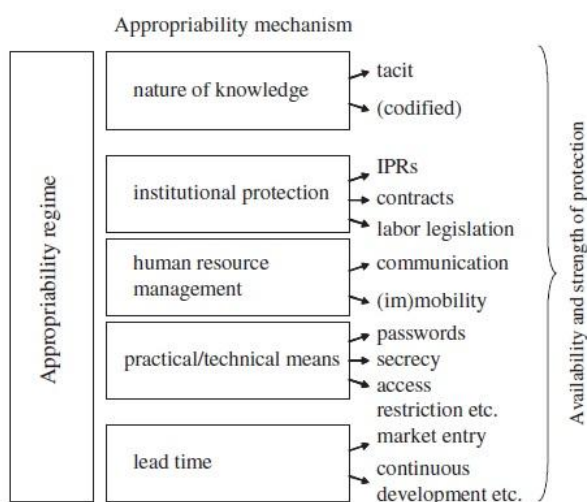 Appropriability mechanism
Appropriability regime
nature of knowledge
tacit
(codified)
institutional protection
IPRs
contracts
labor legislation
human resource
management
communication
(im)mobility
practical/technical means
passwords
secrecy
access
restriction etc.
lead time
market entry
continuous
development etc.
Availability and strength of protection